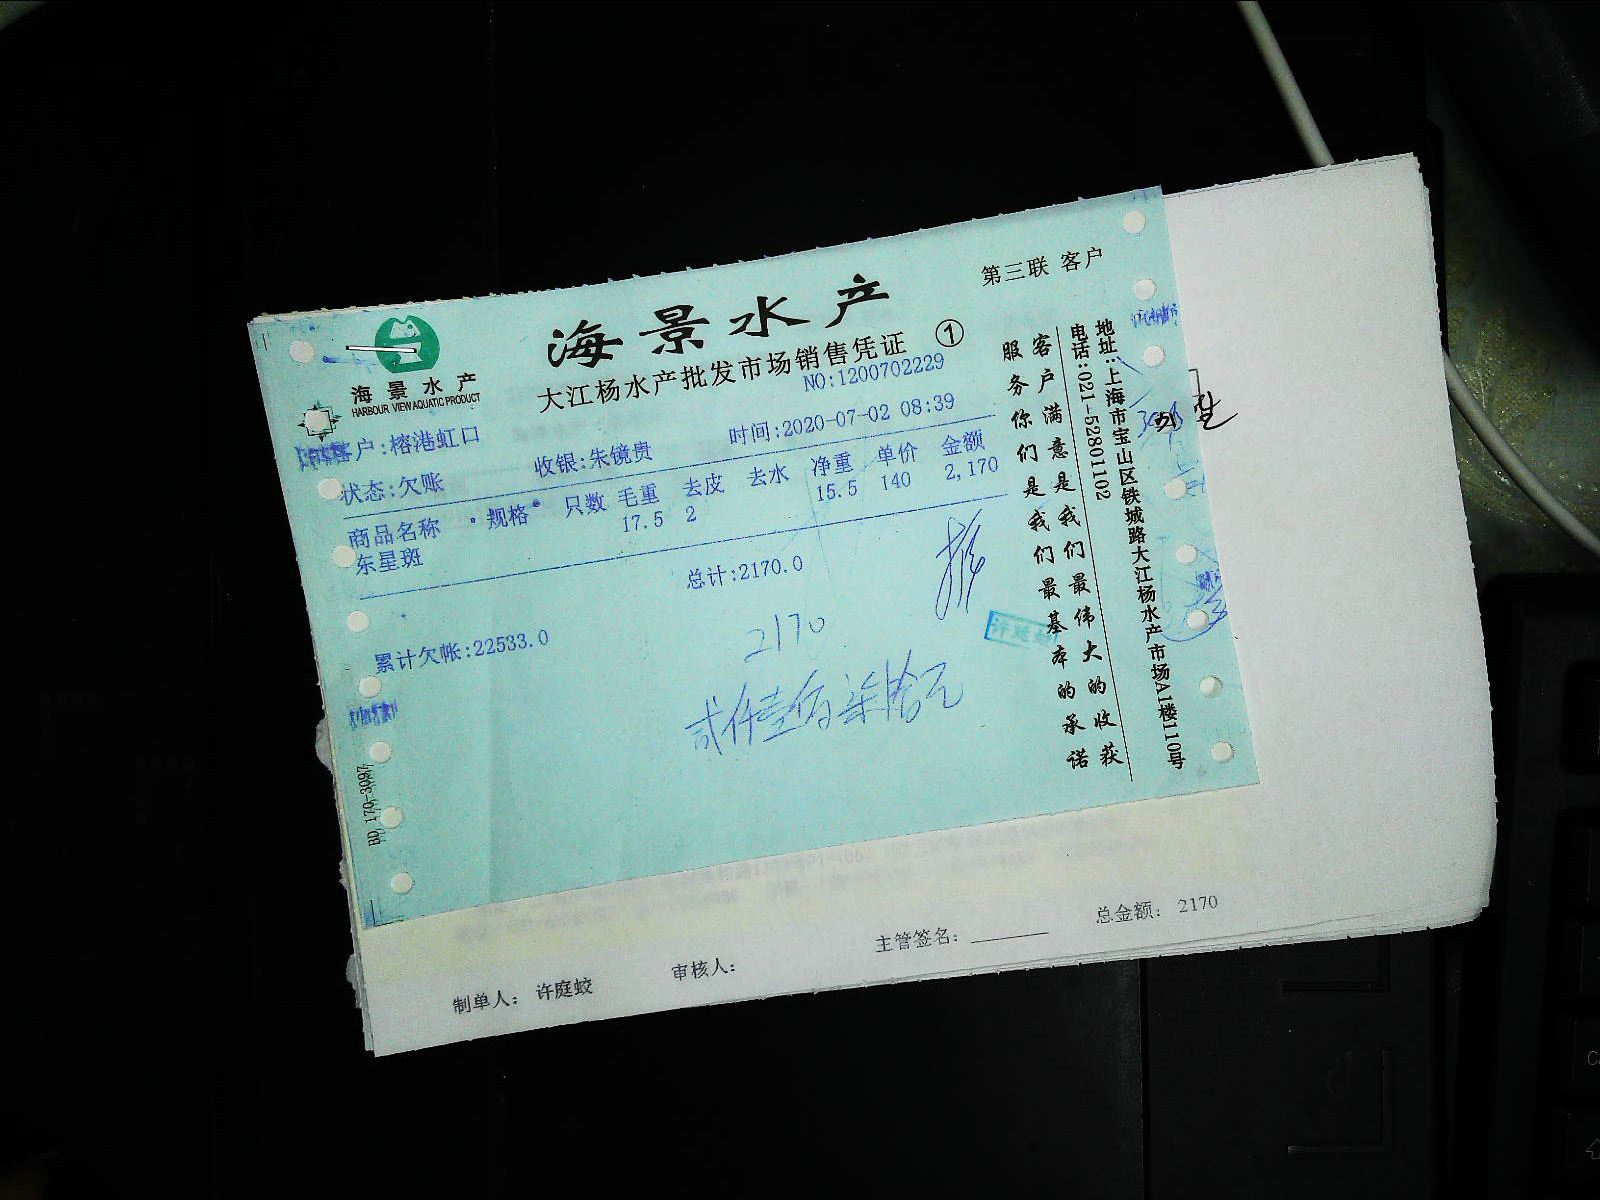 第三联 客户
海景水产
海景水产
HARBOUR VIEW AQUATIC PRODUCT
大江杨水产批发市场销售凭证 ①
NO:1200702229
客户:榕港虹口
收银:朱镜贵
时间:2020-07-02 08:39
状态:欠账
商品名称 规格 只数 毛重 去皮 去水 净重 单价 金额
东星斑 17.5 2 15.5 140 2,170
总计:2170.0
累计欠帐:22533.0
2170
贰仟壹佰柒拾元
客户满意是我们最伟大的收获
服务你们是我们最基本的承诺
地址:上海市宝山区铁城路大江杨水产市场A1楼110号
电话:021-52801102
BD 170-3097
制单人: 许庭蛟
审核人:
主管签名:
总金额: 2170